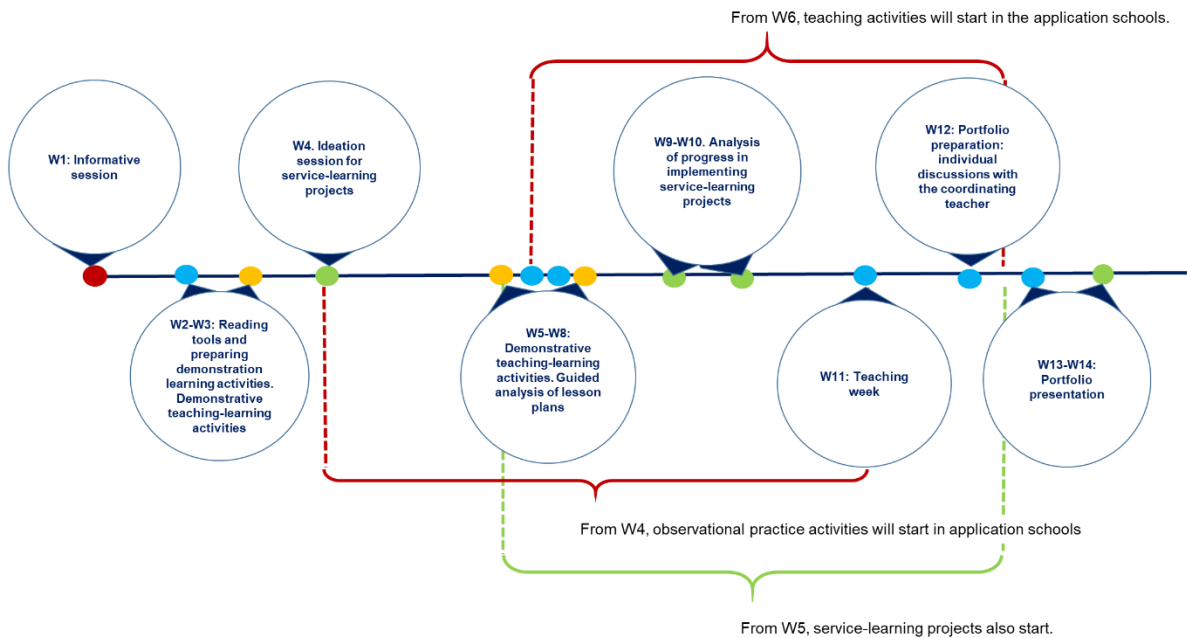 From W6, teaching activities will start in the application schools.
W1: Informative
session
W4. Ideation
session for
service-learning
projects
W9-W10. Analysis
of progress in
implementing
service-learning
projects
W12: Portfolio
preparation:
individual
discussions with
the coordinating
teacher
W2-W3: Reading
tools and
preparing
demonstration
learning activities.
Demonstrative
teaching-learning
activities
W5-W8:
Demonstrative
teaching-learning
activities. Guided
analysis of lesson
plans
W11: Teaching
week
W13-W14:
Portfolio
presentation
From W4, observational practice activities will start in application schools
From W5, service-learning projects also start.